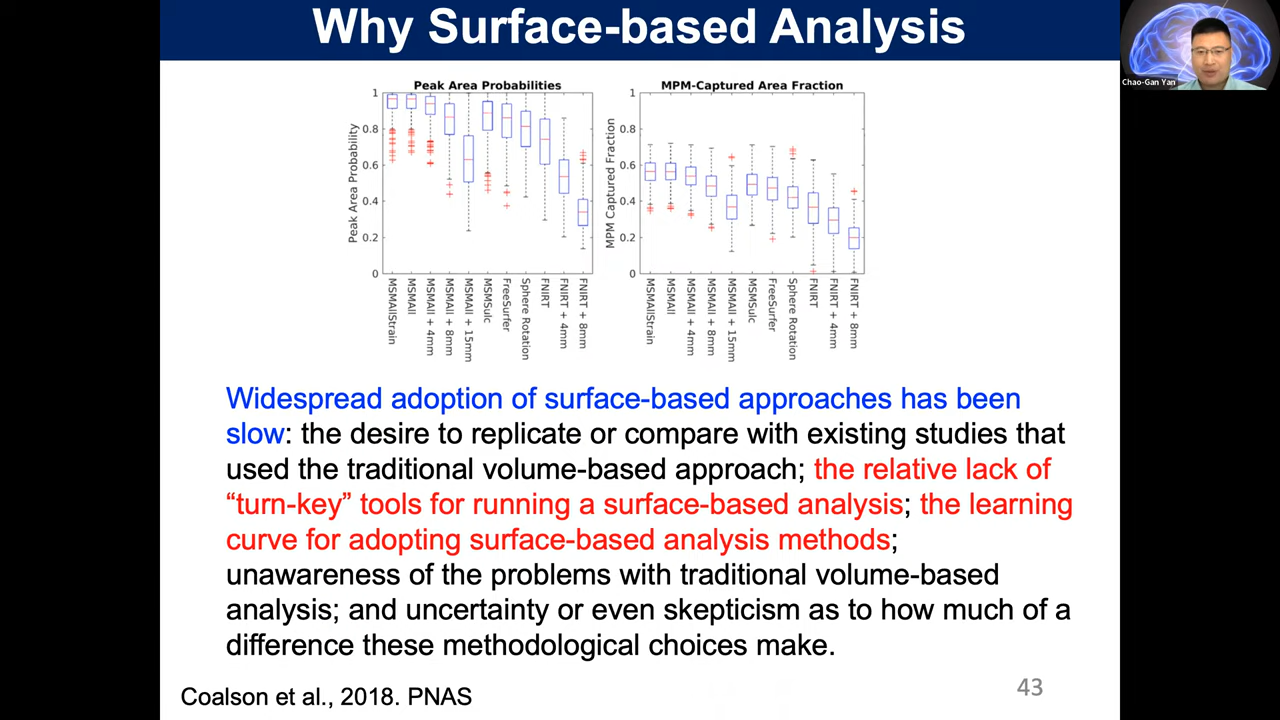 Why Surface-based Analysis
Chao-Gan Yan
Peak Area Probabilities
Peak Area Probability
1
0.8
0.6
0.4
0.2
0
MSMAllStrain
MSMAll
MSMAll + 4mm
MSMAll + 8mm
MSMAll + 15mm
MSMSulc
FreeSurfer
Sphere Rotation
FNIRT
FNIRT + 4mm
FNIRT + 8mm
MPM-Captured Area Fraction
MPM Captured Fraction
1
0.8
0.6
0.4
0.2
0
MSMAllStrain
MSMAll
MSMAll + 4mm
MSMAll + 8mm
MSMAll + 15mm
MSMSulc
FreeSurfer
Sphere Rotation
FNIRT
FNIRT + 4mm
FNIRT + 8mm
Widespread adoption of surface-based approaches has been
slow: the desire to replicate or compare with existing studies that
used the traditional volume-based approach; the relative lack of
“turn-key” tools for running a surface-based analysis; the learning
curve for adopting surface-based analysis methods;
unawareness of the problems with traditional volume-based
analysis; and uncertainty or even skepticism as to how much of a
difference these methodological choices make.
Coalson et al., 2018. PNAS
43